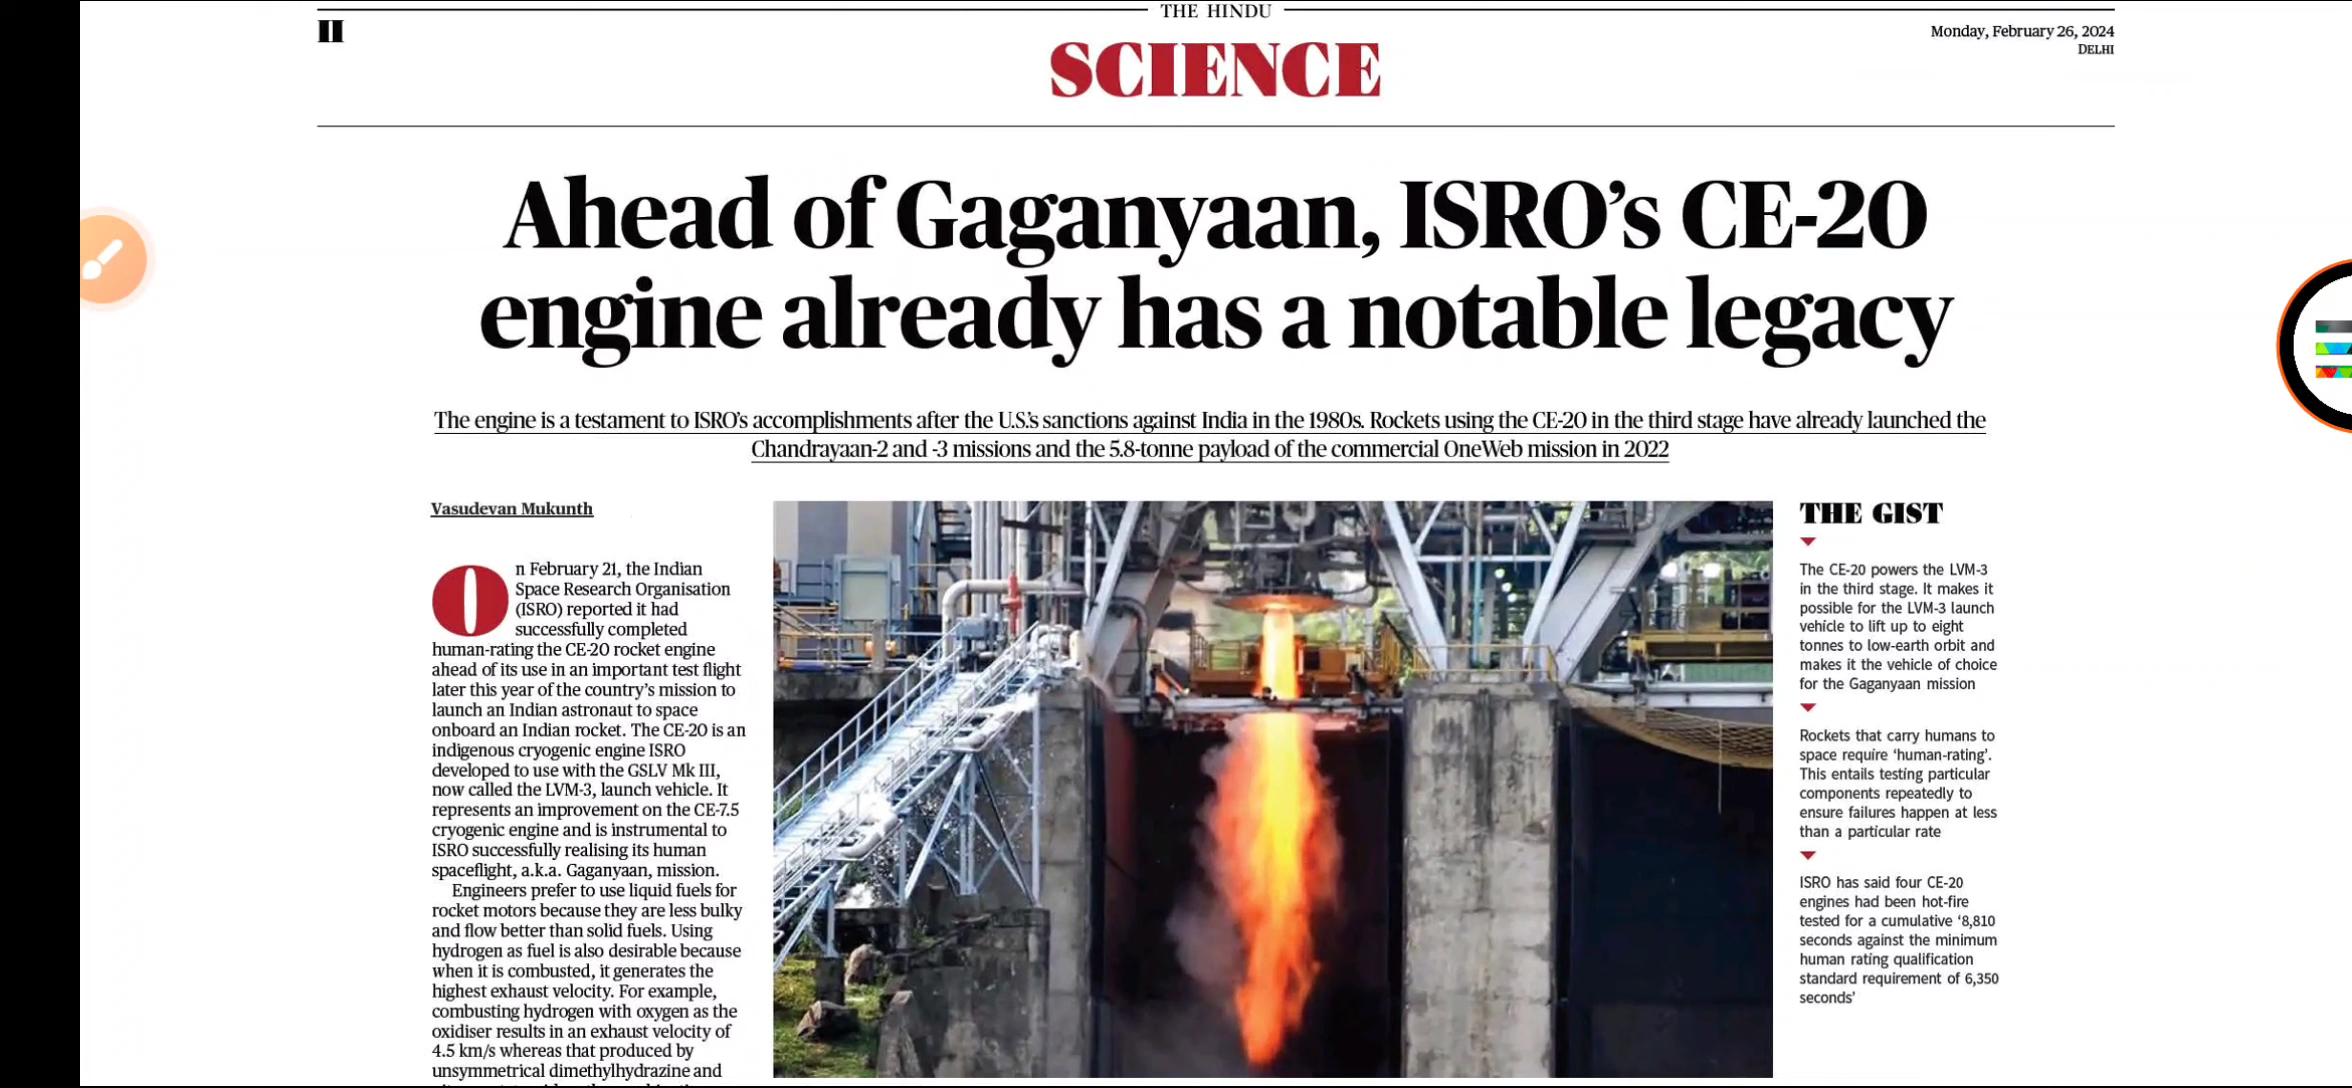 THE HINDU
II
SCIENCE
Monday, February 26, 2024
DELHI
Ahead of Gaganyaan, ISRO's CE-20
engine already has a notable legacy
The engine is a testament to ISRO's accomplishments after the U.S.'s sanctions against India in the 1980s. Rockets using the CE-20 in the third stage have already launched the
Chandrayaan-2 and -3 missions and the 5.8-tonne payload of the commercial OneWeb mission in 2022
Vasudevan Mukunth
On February 21, the Indian
Space Research Organisation
(ISRO) reported it had
successfully completed
human-rating the CE-20 rocket engine
ahead of its use in an important test flight
later this year of the country's mission to
launch an Indian astronaut to space
onboard an Indian rocket. The CE-20 is an
indigenous cryogenic engine ISRO
developed to use with the GSLV Mk III,
now called the LVM-3, launch vehicle. It
represents an improvement on the CE-7.5
cryogenic engine and is instrumental to
ISRO successfully realising its human
spaceflight, a.k.a. Gaganyaan, mission.
Engineers prefer to use liquid fuels for
rocket motors because they are less bulky
and flow better than solid fuels. Using
hydrogen as fuel is also desirable because
when it is combusted, it generates the
highest exhaust velocity. For example,
combusting hydrogen with oxygen as the
oxidiser results in an exhaust velocity of
4.5 km/s whereas that produced by
unsymmetrical dimethylhydrazine and
THE GIST
The CE-20 powers the LVM-3
in the third stage. It makes it
possible for the LVM-3 launch
vehicle to lift up to eight
tonnes to low-earth orbit and
makes it the vehicle of choice
for the Gaganyaan mission
Rockets that carry humans to
space require 'human-rating'.
This entails testing particular
components repeatedly to
ensure failures happen at less
than a particular rate
ISRO has said four CE-20
engines had been hot-fire
tested for a cumulative '8,810
seconds against the minimum
human rating qualification
standard requirement of 6,350
seconds'